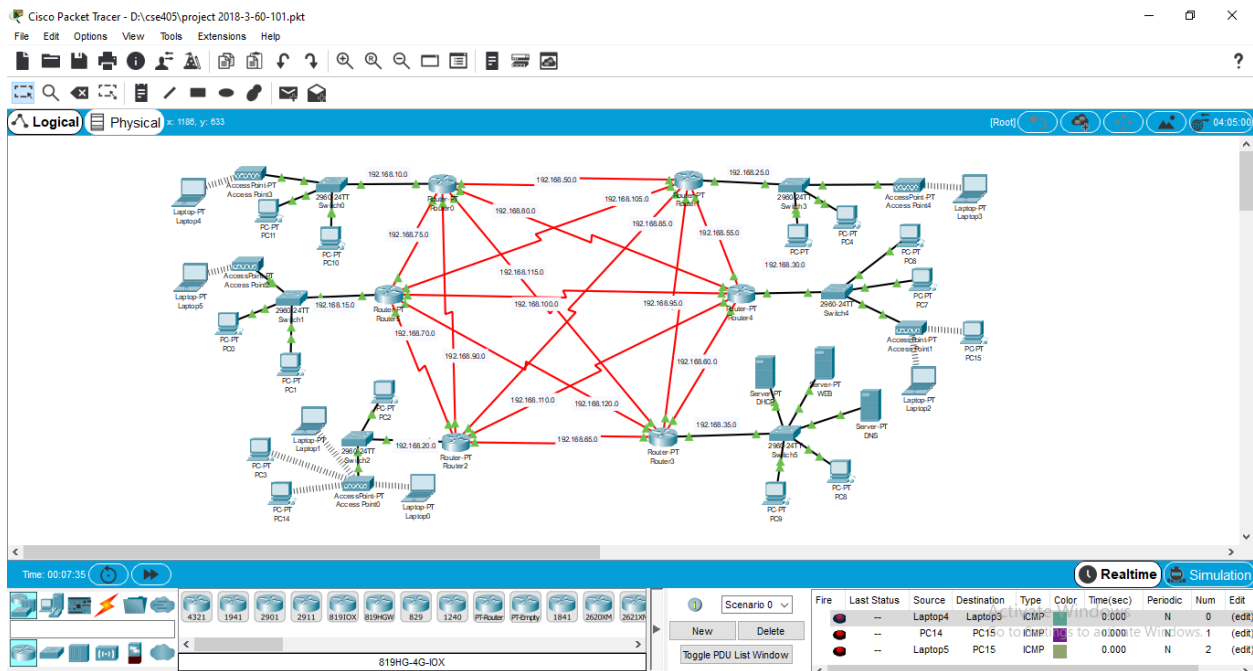 Cisco Packet Tracer - D:\cse405\project 2018-3-60-101.pkt
File Edit Options View Tools Extensions Help
?
Logical Physical x: 1186, y: 633 [Root] 04:05:00
192.168.10.0
192.168.50.0
192.168.25.0
AccessPoint-PT
Access Point3
2960-24TT
Switch0
Laptop-PT
Laptop4
PC-PT
PC11
PC-PT
PC10
Router-PT
Router0
192.168.105.0
192.168.80.0
192.168.85.0
192.168.75.0
192.168.55.0
Router-PT
2960-24TT
Switch3
AccessPoint-PT
Access Point4
Laptop-PT
Laptop3
PC-PT
PC4
PC-PT
192.168.30.0
PC-PT
PC6
192.168.115.0
Laptop-PT
Laptop5
192.168.15.0
192.168.100.0
192.168.95.0
2960-24TT
Switch1
Router-PT
Router-PT
Router4
2960-24TT
Switch4
PC-PT
PC7
PC-PT
PC0
192.168.70.0
AccessPoint-PT
Access Point1
PC-PT
PC15
192.168.90.0
192.168.60.0
PC-PT
PC1
Server-PT
DHCP
Server-PT
WEB
Laptop-PT
Laptop2
192.168.110.0
192.168.120.0
PC-PT
PC2
Server-PT
DNS
192.168.35.0
Laptop-PT
Laptop1
192.168.20.0
192.168.65.0
2960-24TT
Switch2
2960-24TT
Switch5
Router-PT
Router2
Router-PT
Router3
PC-PT
PC3
PC-PT
PC8
AccessPoint-PT
Access Point0
PC-PT
PC14
Laptop-PT
Laptop0
PC-PT
PC9
Time: 00:07:35
Realtime Simulation
4321 1941 2901 2911 819IOX 819HGW 829 1240 PT-Router PT-Empty 1841 2620XM 2621XM
819HG-4G-IOX
Scenario 0
New Delete
Toggle PDU List Window
Fire Last Status Source Destination Type Color Time(sec) Periodic Num Edit
-- Laptop4 Laptop3 ICMP 0.000 N 0 (edit)
-- PC14 PC15 ICMP 0.000 N 1 (edit)
-- Laptop5 PC15 ICMP 0.000 N 2 (edit)
Activate Windows
Go to Settings to activate Windows.